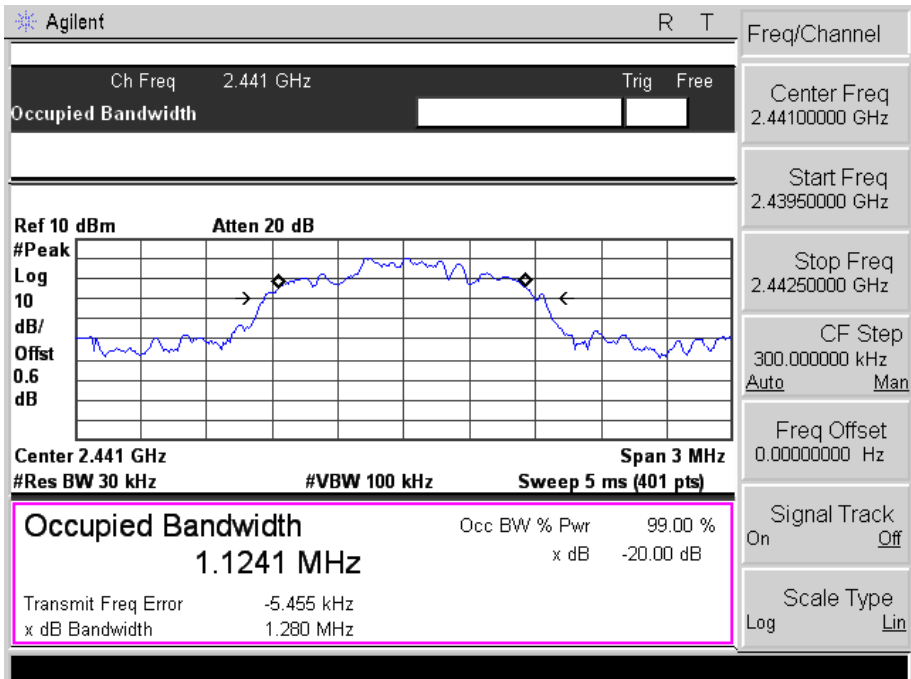 Agilent R T
Ch Freq 2.441 GHz Trig Free
Occupied Bandwidth
Ref 10 dBm Atten 20 dB
#Peak
Log
10
dB/
Offst
0.6
dB
Center 2.441 GHz Span 3 MHz
#Res BW 30 kHz #VBW 100 kHz Sweep 5 ms (401 pts)
Occupied Bandwidth Occ BW % Pwr 99.00 %
1.1241 MHz x dB -20.00 dB
Transmit Freq Error -5.455 kHz
x dB Bandwidth 1.280 MHz
Freq/Channel
Center Freq
2.44100000 GHz
Start Freq
2.43950000 GHz
Stop Freq
2.44250000 GHz
CF Step
300.000000 kHz
Auto Man
Freq Offset
0.00000000 Hz
Signal Track
On Off
Scale Type
Log Lin